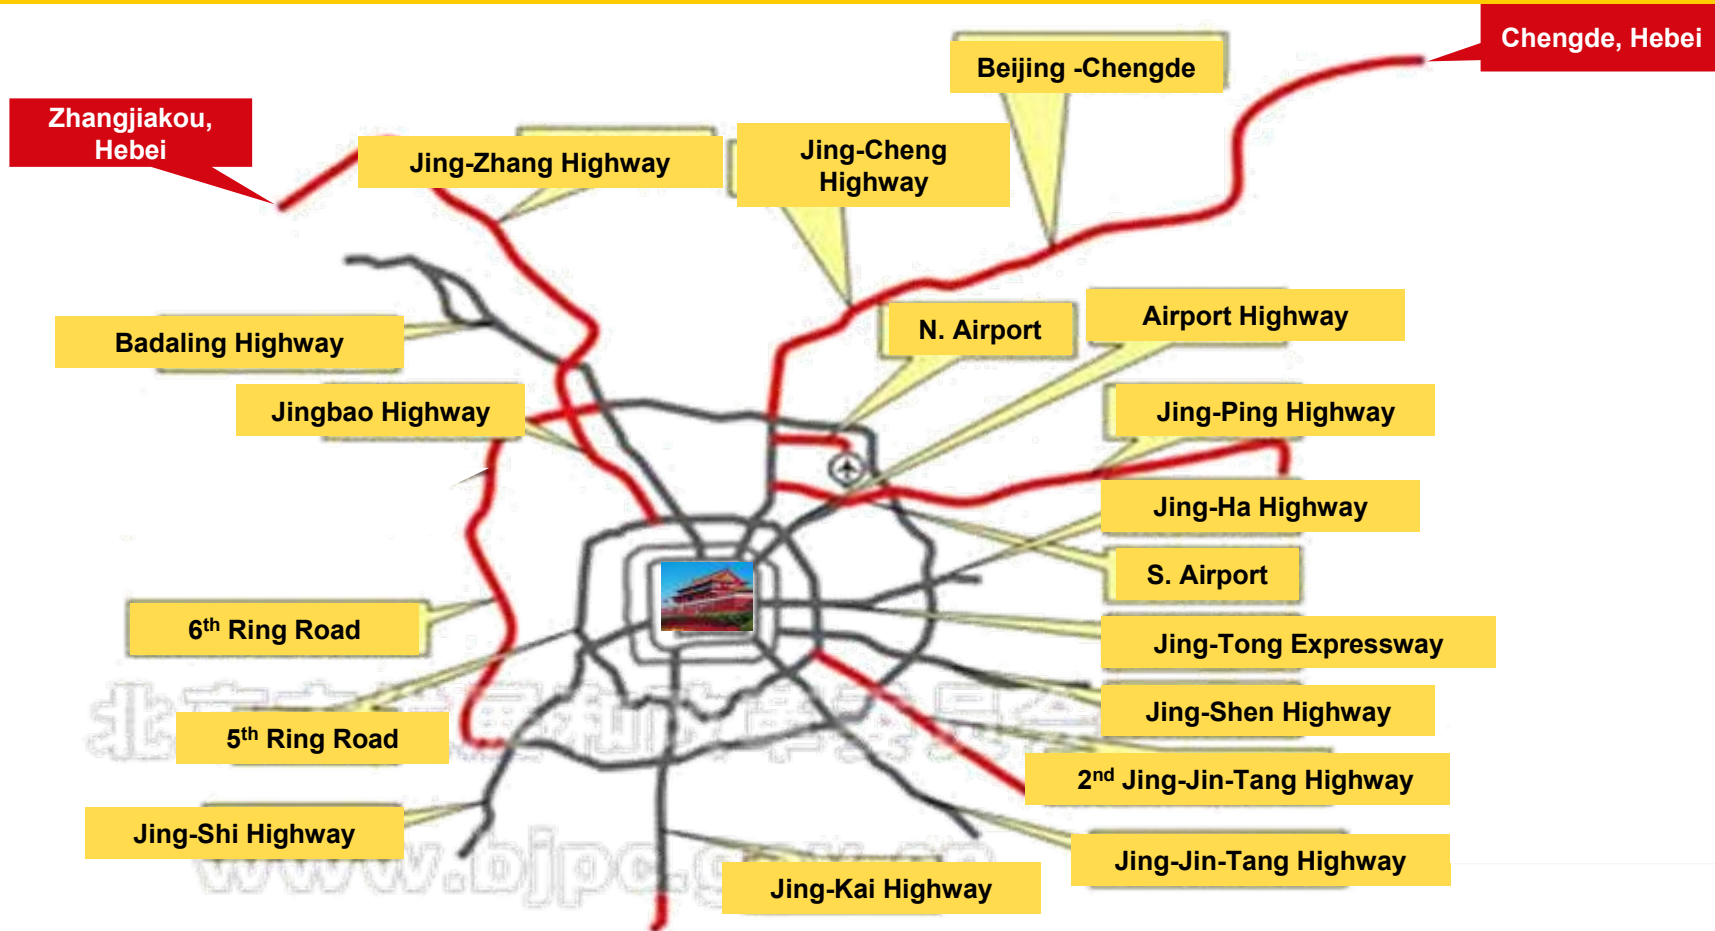 Chengde, Hebei
Beijing -Chengde
Zhangjiakou,
Hebei
Jing-Zhang Highway
Jing-Cheng
Highway
N. Airport
Airport Highway
Badaling Highway
Jingbao Highway
Jing-Ping Highway
Jing-Ha Highway
S. Airport
6th Ring Road
Jing-Tong Expressway
5th Ring Road
Jing-Shen Highway
2nd Jing-Jin-Tang Highway
Jing-Shi Highway
Jing-Jin-Tang Highway
Jing-Kai Highway
www.bjpc.g